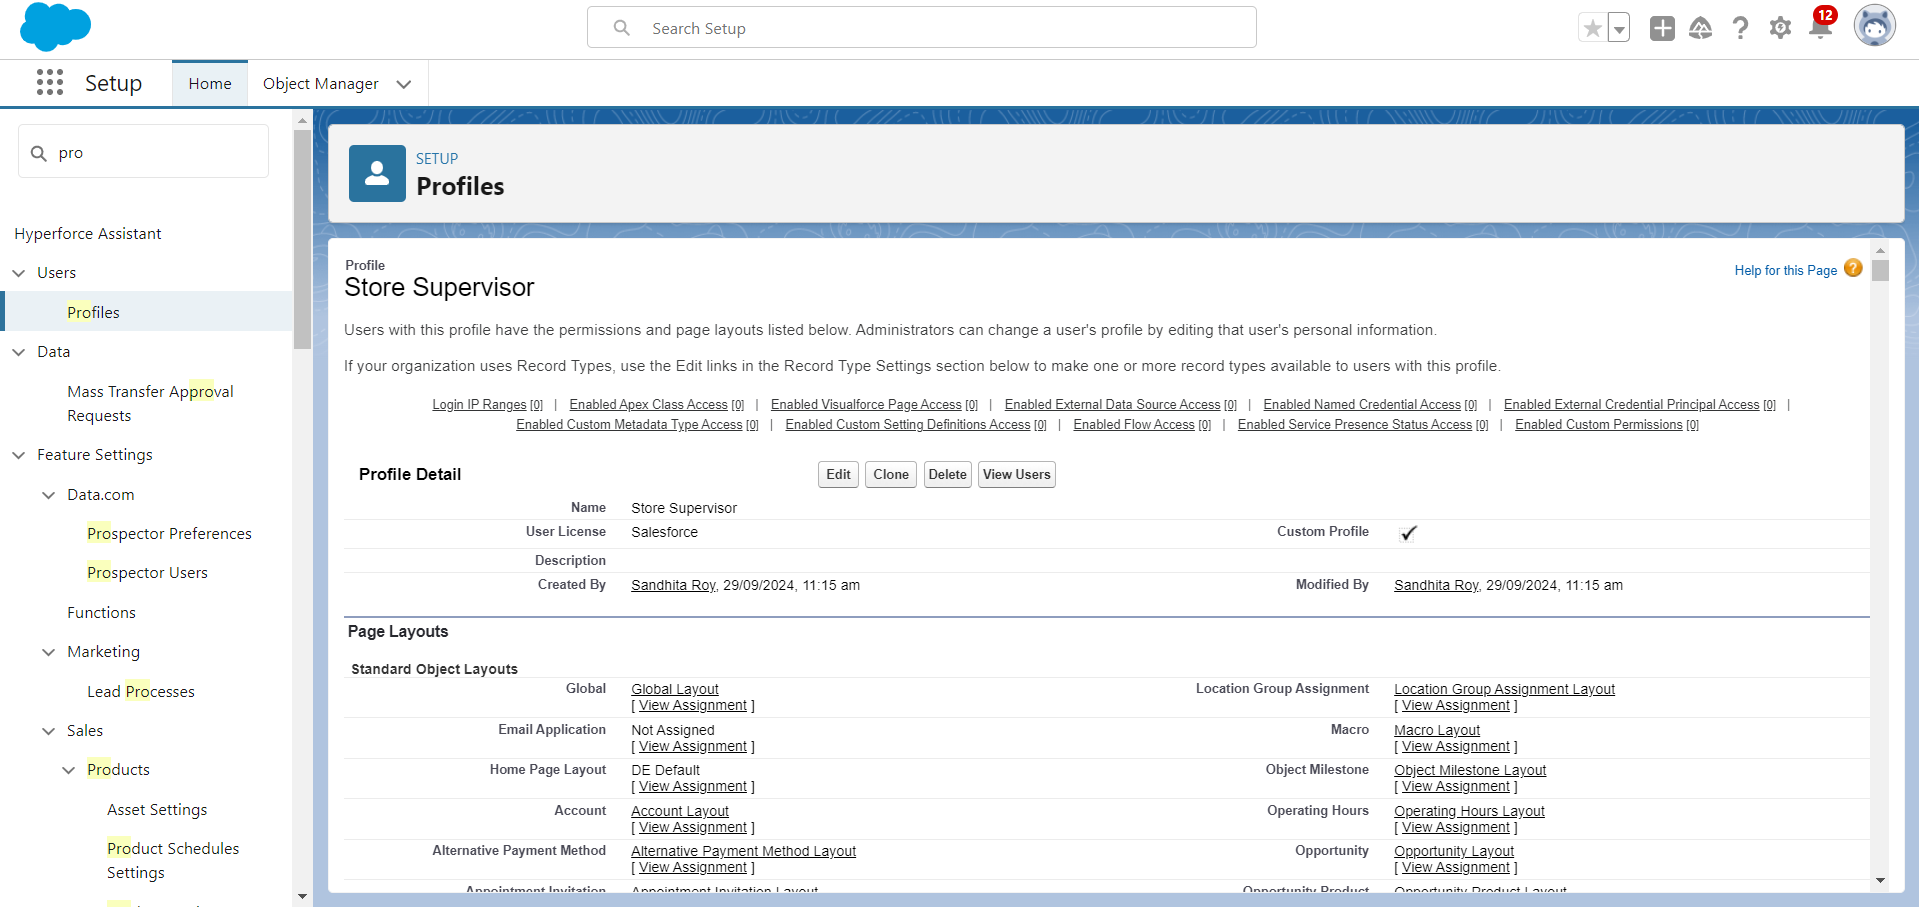 Search Setup
12
Setup
Home
Object Manager
pro
Hyperforce Assistant
Users
Profiles
Data
Mass Transfer Approval
Requests
Feature Settings
Data.com
Prospector Preferences
Prospector Users
Functions
Marketing
Lead Processes
Sales
Products
Asset Settings
Product Schedules
Settings
SETUP
Profiles
Profile
Store Supervisor
Help for this Page
Users with this profile have the permissions and page layouts listed below. Administrators can change a user's profile by editing that user's personal information.
If your organization uses Record Types, use the Edit links in the Record Type Settings section below to make one or more record types available to users with this profile.
Login IP Ranges [0] | Enabled Apex Class Access [0] | Enabled Visualforce Page Access [0] | Enabled External Data Source Access [0] | Enabled Named Credential Access [0] | Enabled External Credential Principal Access [0] |
Enabled Custom Metadata Type Access [0] | Enabled Custom Setting Definitions Access [0] | Enabled Flow Access [0] | Enabled Service Presence Status Access [0] | Enabled Custom Permissions [0]
Profile Detail
Edit Clone Delete View Users
Name Store Supervisor
User License Salesforce Custom Profile
Description
Created By Sandhita Roy, 29/09/2024, 11:15 am Modified By Sandhita Roy, 29/09/2024, 11:15 am
Page Layouts
Standard Object Layouts
Global Global Layout Location Group Assignment Location Group Assignment Layout
[ View Assignment ] [ View Assignment ]
Email Application Not Assigned Macro Macro Layout
[ View Assignment ] [ View Assignment ]
Home Page Layout DE Default Object Milestone Object Milestone Layout
[ View Assignment ] [ View Assignment ]
Account Account Layout Operating Hours Operating Hours Layout
[ View Assignment ] [ View Assignment ]
Alternative Payment Method Alternative Payment Method Layout Opportunity Opportunity Layout
[ View Assignment ] [ View Assignment ]
Appointment Invitation Appointment Invitation Layout Opportunity Product Opportunity Product Layout